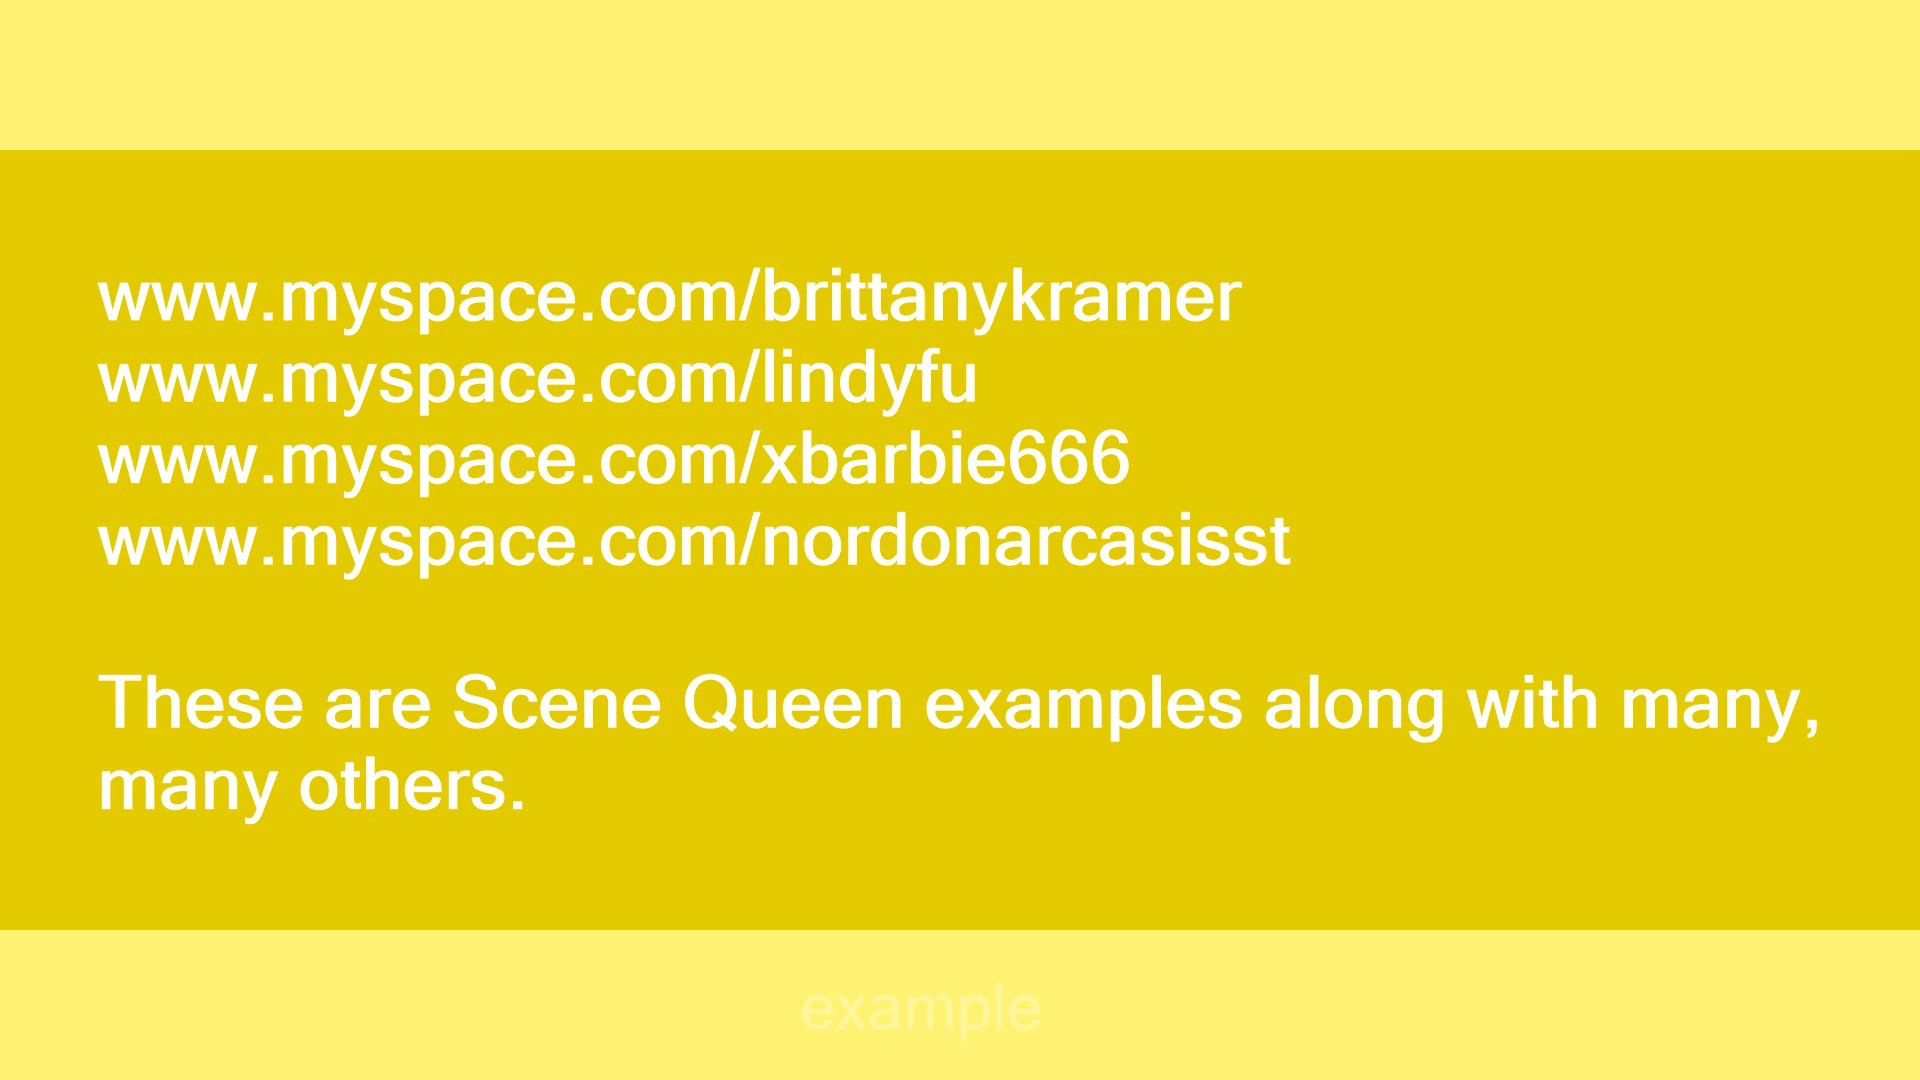 www.myspace.com/brittanykramer
www.myspace.com/lindyfu
www.myspace.com/xbarbie666
www.myspace.com/nordonarcasisst
These are Scene Queen examples along with many,
many others.
example